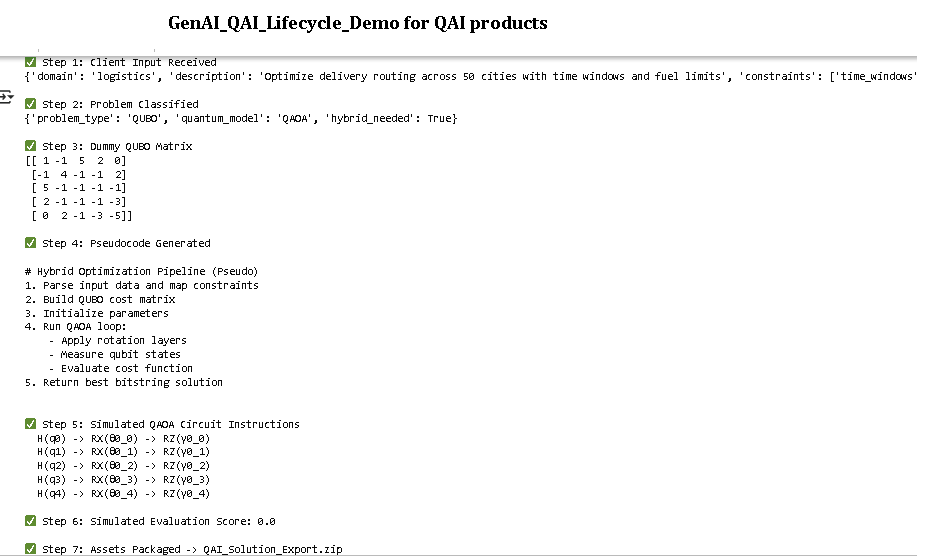 GenAI_QAI_Lifecycle_Demo for QAI products
✅ Step 1: Client Input Received
{'domain': 'logistics', 'description': 'Optimize delivery routing across 50 cities with time windows and fuel limits', 'constraints': ['time_windows'
✅ Step 2: Problem Classified
{'problem_type': 'QUBO', 'quantum_model': 'QAOA', 'hybrid_needed': True}
✅ Step 3: Dummy QUBO Matrix
[[ 1 -1  5  2  0]
 [-1  4 -1 -1  2]
 [ 5 -1 -1 -1 -1]
 [ 2 -1 -1 -1 -3]
 [ 0  2 -1 -3 -5]]
✅ Step 4: Pseudocode Generated
# Hybrid Optimization Pipeline (Pseudo)
1. Parse input data and map constraints
2. Build QUBO cost matrix
3. Initialize parameters
4. Run QAOA loop:
    - Apply rotation layers
    - Measure qubit states
    - Evaluate cost function
5. Return best bitstring solution
✅ Step 5: Simulated QAOA Circuit Instructions
  H(q0) -> RX(θ0_0) -> RZ(γ0_0)
  H(q1) -> RX(θ0_1) -> RZ(γ0_1)
  H(q2) -> RX(θ0_2) -> RZ(γ0_2)
  H(q3) -> RX(θ0_3) -> RZ(γ0_3)
  H(q4) -> RX(θ0_4) -> RZ(γ0_4)
✅ Step 6: Simulated Evaluation Score: 0.0
✅ Step 7: Assets Packaged -> QAI_Solution_Export.zip